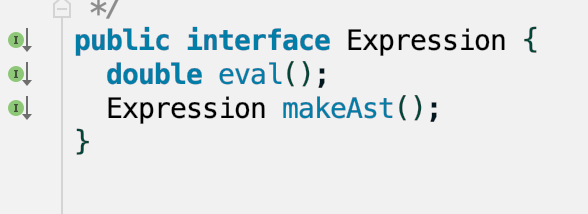 */
public interface Expression {
double eval();
Expression makeAst();
}